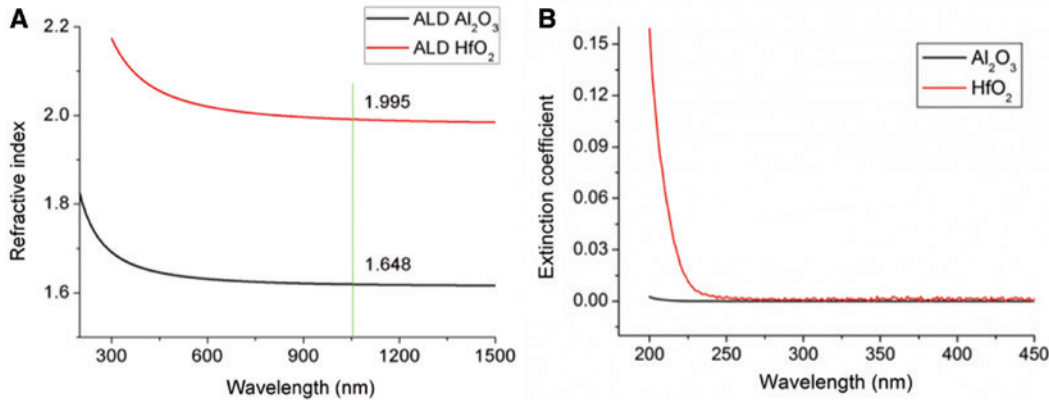 A
2.2
2.0
1.8
1.6
Refractive index
ALD Al₂O₃
ALD HfO₂
1.995
1.648
300 600 900 1200 1500
Wavelength (nm)
B
0.15
0.12
0.09
0.06
0.03
0.00
Extinction coefficient
Al₂O₃
HfO₂
200 250 300 350 400 450
Wavelength (nm)